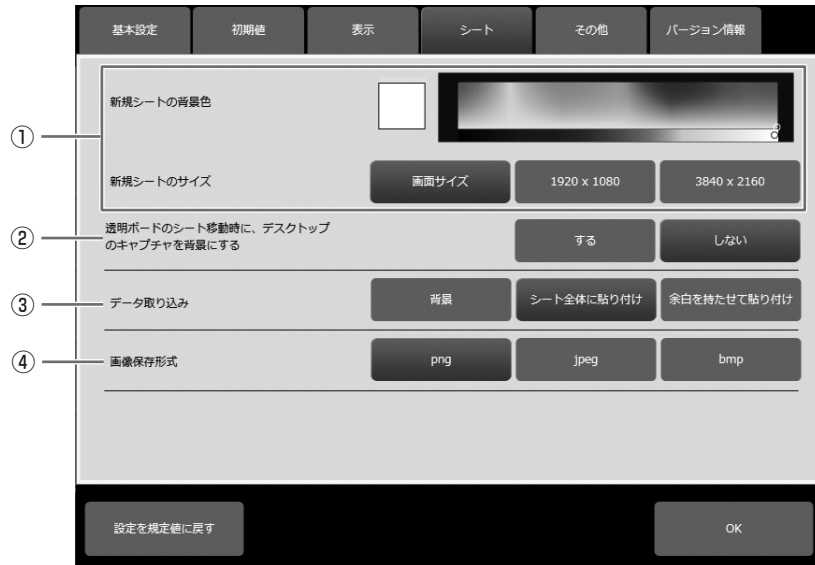 基本設定 初期値 表示 シート その他 バージョン情報
① 新規シートの背景色
新規シートのサイズ 画面サイズ 1920 x 1080 3840 x 2160
② 透明ボードのシート移動時に、デスクトップ
のキャプチャを背景にする する しない
③ データ取り込み 背景 シート全体に貼り付け 余白を持たせて貼り付け
④ 画像保存形式 png jpeg bmp
設定を規定値に戻す OK